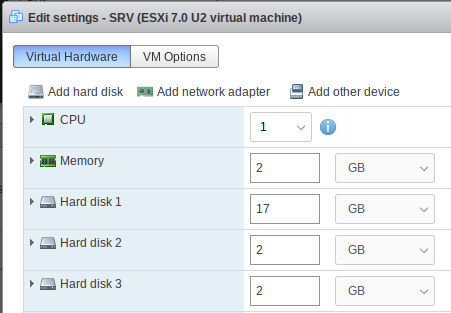 Edit settings - SRV (ESXi 7.0 U2 virtual machine)
Virtual Hardware VM Options
Add hard disk Add network adapter Add other device
CPU 1
Memory 2 GB
Hard disk 1 17 GB
Hard disk 2 2 GB
Hard disk 3 2 GB